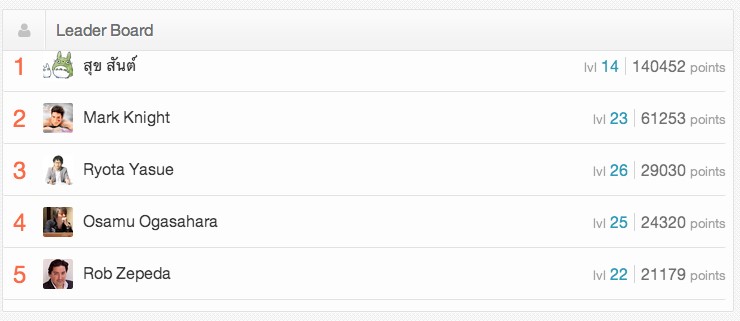 Leader Board
1 สุข สันต์ lvl 14 140452 points
2 Mark Knight lvl 23 61253 points
3 Ryota Yasue lvl 26 29030 points
4 Osamu Ogasahara lvl 25 24320 points
5 Rob Zepeda lvl 22 21179 points